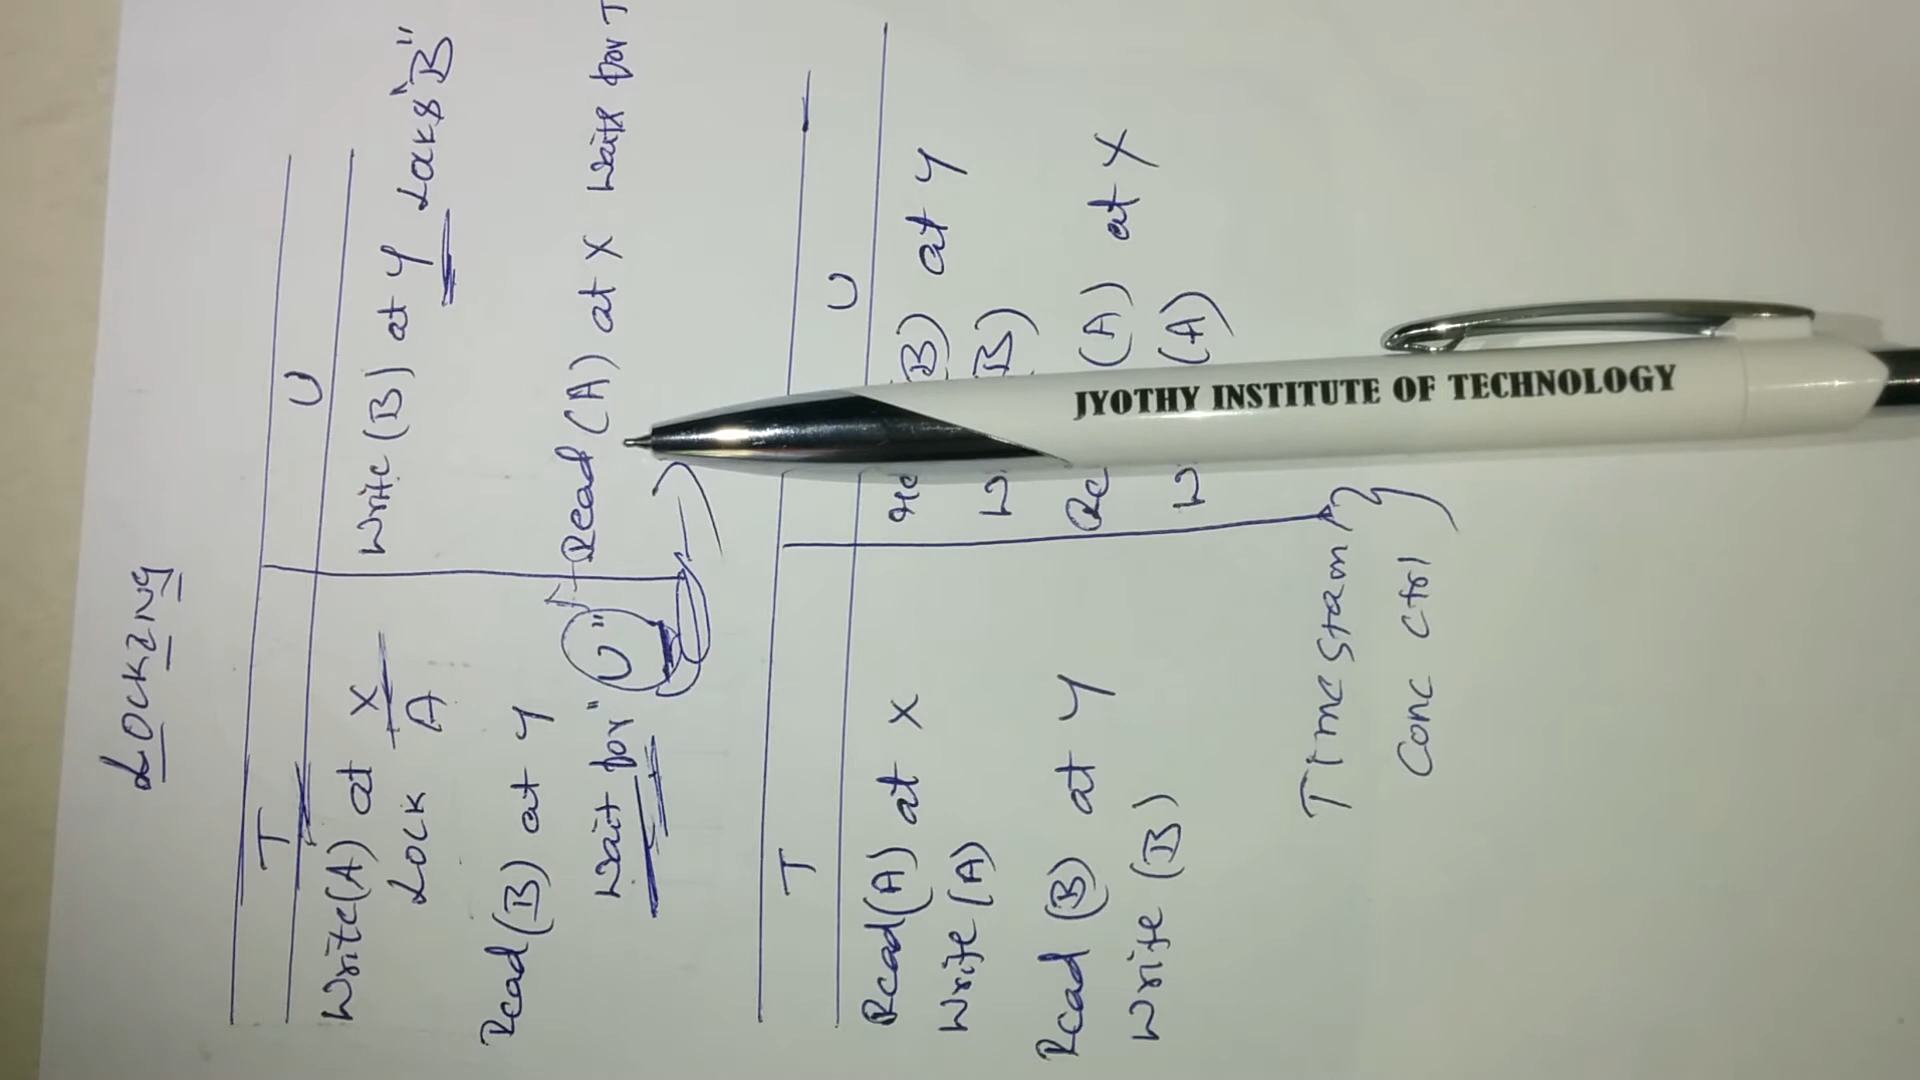 LOCKING
T U
Write(A) at X Write(B) at Y
Lock A Locks "B"
Read(B) at Y
Wait for "U" Read(A) at X
Waits for T
T U
Read(A) at X B) at Y
Write(A) B)
Read(B) at Y (A) at X
Write(B) (A)
Timestamp
Conc Ctrl
JYOTHY INSTITUTE OF TECHNOLOGY